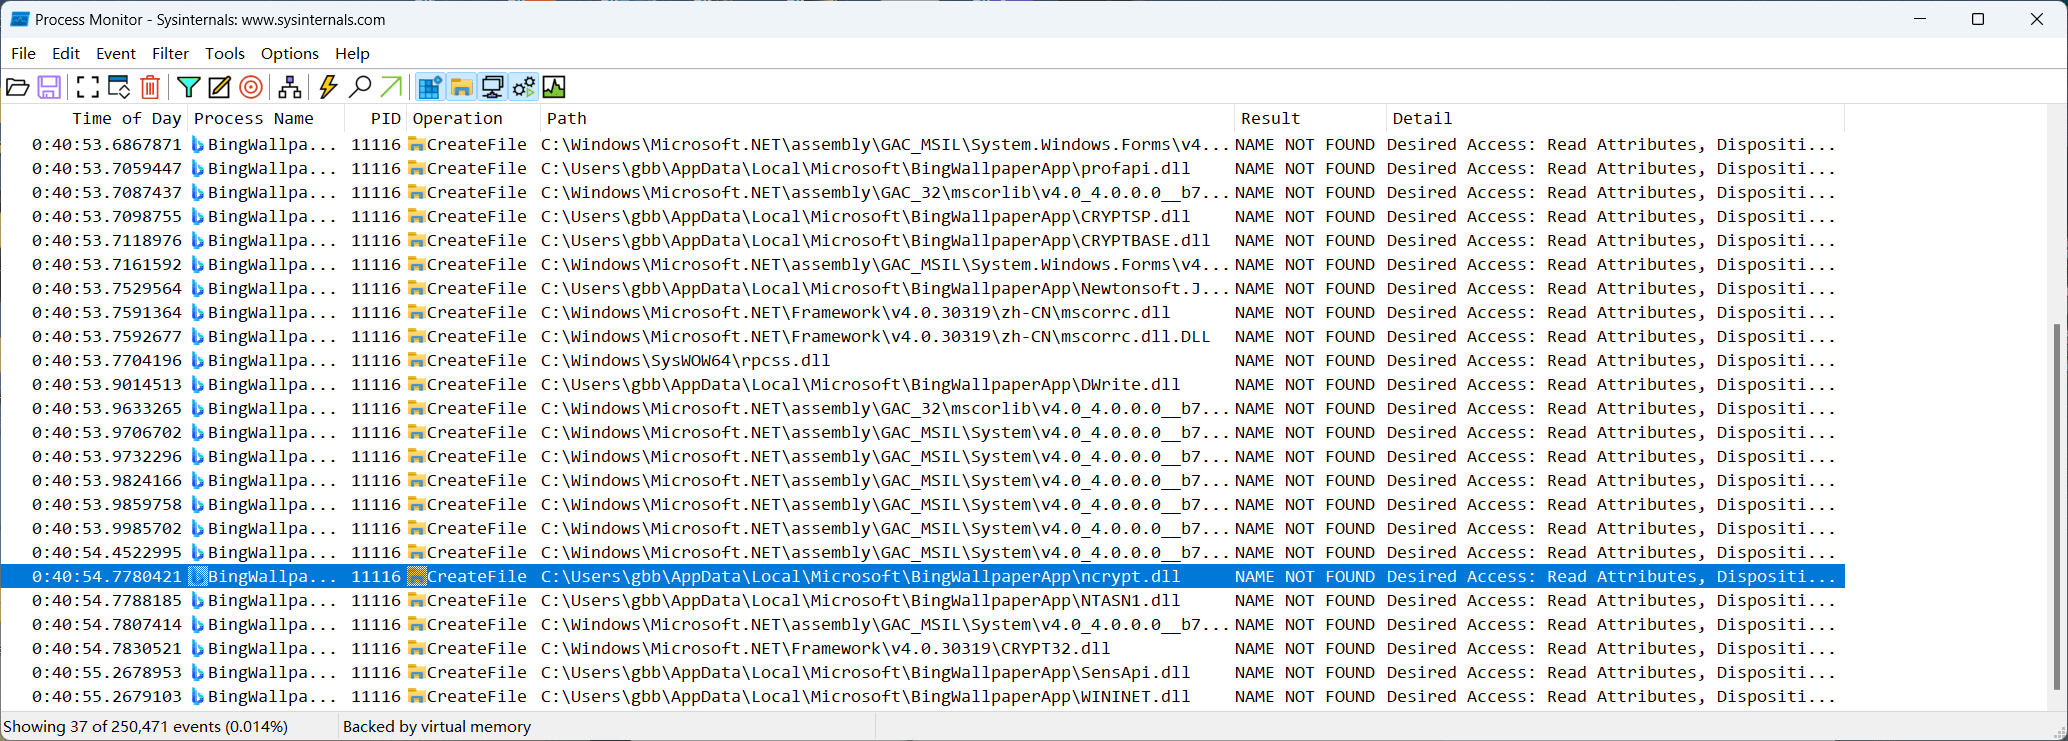 Process Monitor - Sysinternals: www.sysinternals.com
File Edit Event Filter Tools Options Help
Time of Day Process Name PID Operation Path Result Detail
0:40:53.6867871 BingWallpa... 11116 CreateFile C:\Windows\Microsoft.NET\assembly\GAC_MSIL\System.Windows.Forms\v4... NAME NOT FOUND Desired Access: Read Attributes, Dispositi...
0:40:53.7059447 BingWallpa... 11116 CreateFile C:\Users\gbb\AppData\Local\Microsoft\BingWallpaperApp\profapi.dll NAME NOT FOUND Desired Access: Read Attributes, Dispositi...
0:40:53.7087437 BingWallpa... 11116 CreateFile C:\Windows\Microsoft.NET\assembly\GAC_32\mscorlib\v4.0_4.0.0.0__b7... NAME NOT FOUND Desired Access: Read Attributes, Dispositi...
0:40:53.7098755 BingWallpa... 11116 CreateFile C:\Users\gbb\AppData\Local\Microsoft\BingWallpaperApp\CRYPTSP.dll NAME NOT FOUND Desired Access: Read Attributes, Dispositi...
0:40:53.7118976 BingWallpa... 11116 CreateFile C:\Users\gbb\AppData\Local\Microsoft\BingWallpaperApp\CRYPTBASE.dll NAME NOT FOUND Desired Access: Read Attributes, Dispositi...
0:40:53.7161592 BingWallpa... 11116 CreateFile C:\Windows\Microsoft.NET\assembly\GAC_MSIL\System.Windows.Forms\v4... NAME NOT FOUND Desired Access: Read Attributes, Dispositi...
0:40:53.7529564 BingWallpa... 11116 CreateFile C:\Users\gbb\AppData\Local\Microsoft\BingWallpaperApp\Newtonsoft.J... NAME NOT FOUND Desired Access: Read Attributes, Dispositi...
0:40:53.7591364 BingWallpa... 11116 CreateFile C:\Windows\Microsoft.NET\Framework\v4.0.30319\zh-CN\mscorrc.dll NAME NOT FOUND Desired Access: Read Attributes, Dispositi...
0:40:53.7592677 BingWallpa... 11116 CreateFile C:\Windows\Microsoft.NET\Framework\v4.0.30319\zh-CN\mscorrc.dll.DLL NAME NOT FOUND Desired Access: Read Attributes, Dispositi...
0:40:53.7704196 BingWallpa... 11116 CreateFile C:\Windows\SysWOW64\rpcss.dll NAME NOT FOUND Desired Access: Read Attributes, Dispositi...
0:40:53.9014513 BingWallpa... 11116 CreateFile C:\Users\gbb\AppData\Local\Microsoft\BingWallpaperApp\DWrite.dll NAME NOT FOUND Desired Access: Read Attributes, Dispositi...
0:40:53.9633265 BingWallpa... 11116 CreateFile C:\Windows\Microsoft.NET\assembly\GAC_32\mscorlib\v4.0_4.0.0.0__b7... NAME NOT FOUND Desired Access: Read Attributes, Dispositi...
0:40:53.9706702 BingWallpa... 11116 CreateFile C:\Windows\Microsoft.NET\assembly\GAC_MSIL\System\v4.0_4.0.0.0__b7... NAME NOT FOUND Desired Access: Read Attributes, Dispositi...
0:40:53.9732296 BingWallpa... 11116 CreateFile C:\Windows\Microsoft.NET\assembly\GAC_MSIL\System\v4.0_4.0.0.0__b7... NAME NOT FOUND Desired Access: Read Attributes, Dispositi...
0:40:53.9824166 BingWallpa... 11116 CreateFile C:\Windows\Microsoft.NET\assembly\GAC_MSIL\System\v4.0_4.0.0.0__b7... NAME NOT FOUND Desired Access: Read Attributes, Dispositi...
0:40:53.9859758 BingWallpa... 11116 CreateFile C:\Windows\Microsoft.NET\assembly\GAC_MSIL\System\v4.0_4.0.0.0__b7... NAME NOT FOUND Desired Access: Read Attributes, Dispositi...
0:40:53.9985702 BingWallpa... 11116 CreateFile C:\Windows\Microsoft.NET\assembly\GAC_MSIL\System\v4.0_4.0.0.0__b7... NAME NOT FOUND Desired Access: Read Attributes, Dispositi...
0:40:54.4522995 BingWallpa... 11116 CreateFile C:\Windows\Microsoft.NET\assembly\GAC_MSIL\System\v4.0_4.0.0.0__b7... NAME NOT FOUND Desired Access: Read Attributes, Dispositi...
0:40:54.7780421 BingWallpa... 11116 CreateFile C:\Users\gbb\AppData\Local\Microsoft\BingWallpaperApp\ncrypt.dll NAME NOT FOUND Desired Access: Read Attributes, Dispositi...
0:40:54.7788185 BingWallpa... 11116 CreateFile C:\Users\gbb\AppData\Local\Microsoft\BingWallpaperApp\NTASN1.dll NAME NOT FOUND Desired Access: Read Attributes, Dispositi...
0:40:54.7807414 BingWallpa... 11116 CreateFile C:\Windows\Microsoft.NET\assembly\GAC_MSIL\System\v4.0_4.0.0.0__b7... NAME NOT FOUND Desired Access: Read Attributes, Dispositi...
0:40:54.7830521 BingWallpa... 11116 CreateFile C:\Windows\Microsoft.NET\Framework\v4.0.30319\CRYPT32.dll NAME NOT FOUND Desired Access: Read Attributes, Dispositi...
0:40:55.2678953 BingWallpa... 11116 CreateFile C:\Users\gbb\AppData\Local\Microsoft\BingWallpaperApp\SensApi.dll NAME NOT FOUND Desired Access: Read Attributes, Dispositi...
0:40:55.2679103 BingWallpa... 11116 CreateFile C:\Users\gbb\AppData\Local\Microsoft\BingWallpaperApp\WININET.dll NAME NOT FOUND Desired Access: Read Attributes, Dispositi...
Showing 37 of 250,471 events (0.014%) Backed by virtual memory